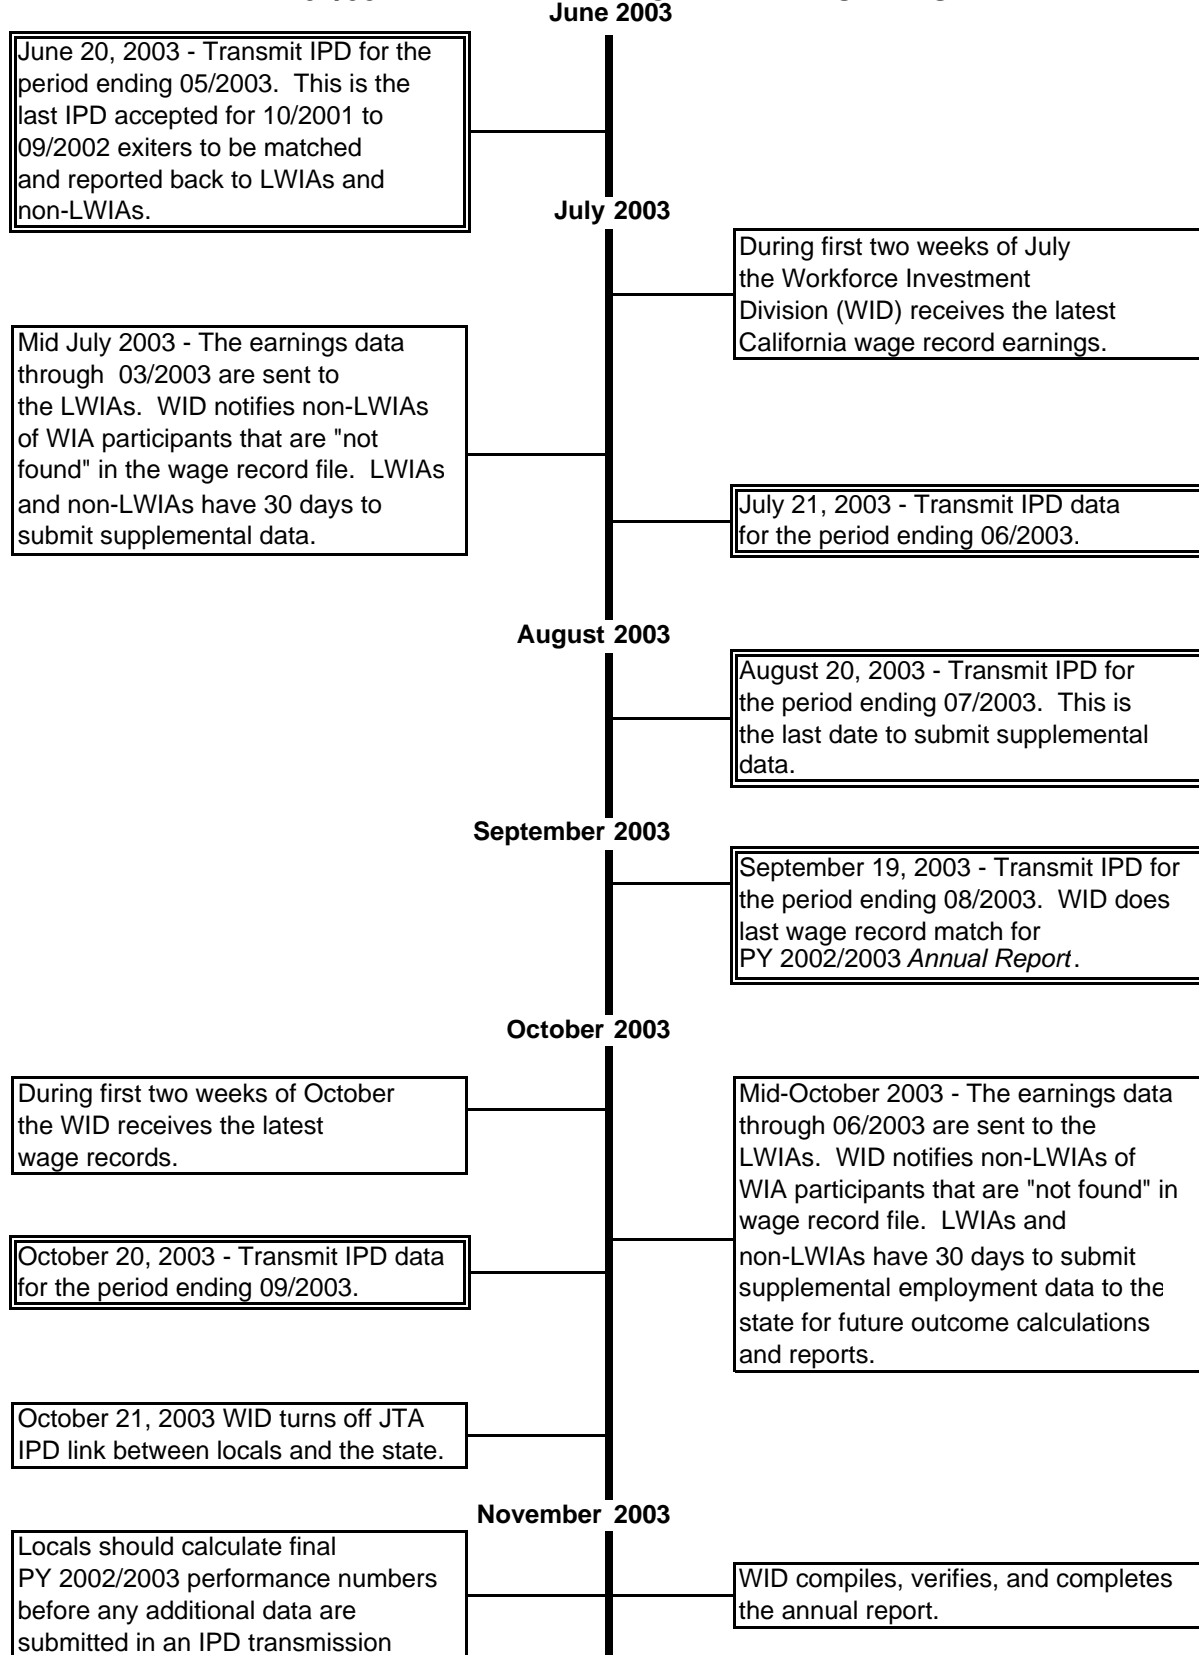 June 2003
June 20, 2003 - Transmit IPD for the
period ending 05/2003.  This is the
last IPD accepted for 10/2001 to
09/2002 exiters to be matched
and reported back to LWIAs and
non-LWIAs.
July 2003
During first two weeks of July
the Workforce Investment
Division (WID) receives the latest
California wage record earnings.
Mid July 2003 - The earnings data
through  03/2003 are sent to
the LWIAs.  WID notifies non-LWIAs
of WIA participants that are "not
found" in the wage record file.  LWIAs
and non-LWIAs have 30 days to
submit supplemental data.
July 21, 2003 - Transmit IPD data
for the period ending 06/2003.
August 2003
August 20, 2003 - Transmit IPD for
the period ending 07/2003.  This is
the last date to submit supplemental
data.
September 2003
September 19, 2003 - Transmit IPD for
the period ending 08/2003.  WID does
last wage record match for
PY 2002/2003 Annual Report.
October 2003
During first two weeks of October
the WID receives the latest
wage records.
Mid-October 2003 - The earnings data
through 06/2003 are sent to the
LWIAs.  WID notifies non-LWIAs of
WIA participants that are "not found" in
wage record file.  LWIAs and
non-LWIAs have 30 days to submit
supplemental employment data to the
state for future outcome calculations
and reports.
October 20, 2003 - Transmit IPD data
for the period ending 09/2003.
October 21, 2003 WID turns off JTA
IPD link between locals and the state.
November 2003
Locals should calculate final
PY 2002/2003 performance numbers
before any additional data are
submitted in an IPD transmission
WID compiles, verifies, and completes
the annual report.